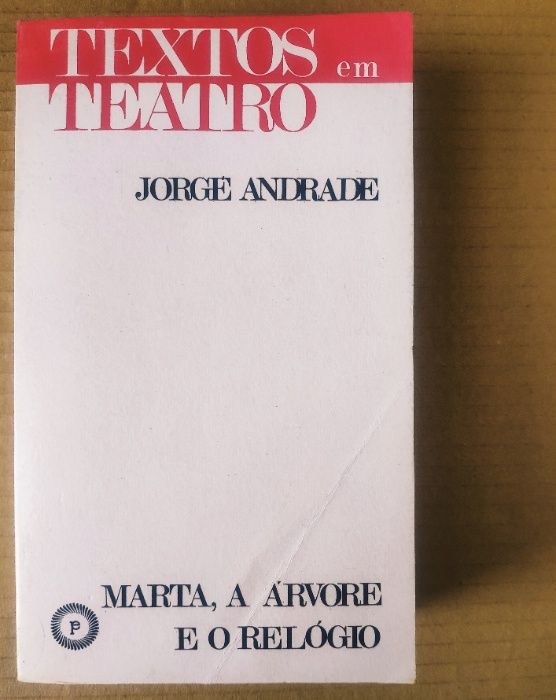 TEXTOS em
TEATRO
JORGE ANDRADE
MARTA, A ÁRVORE
E O RELÓGIO
p